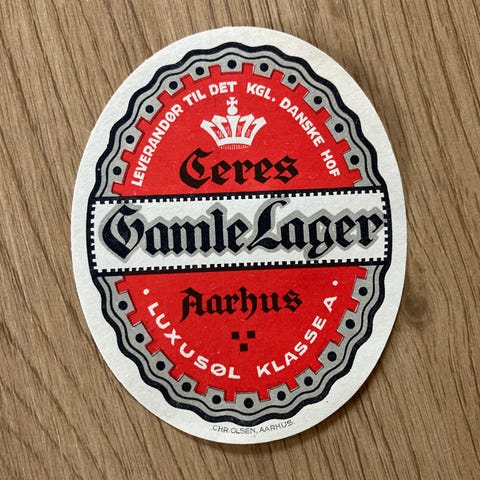 LEVERANDØR TIL DET KGL. DANSKE HOF
Ceres
Gamle Lager
Aarhus
· LUXUSØL KLASSE A ·
CHR. OLSEN, AARHUS.